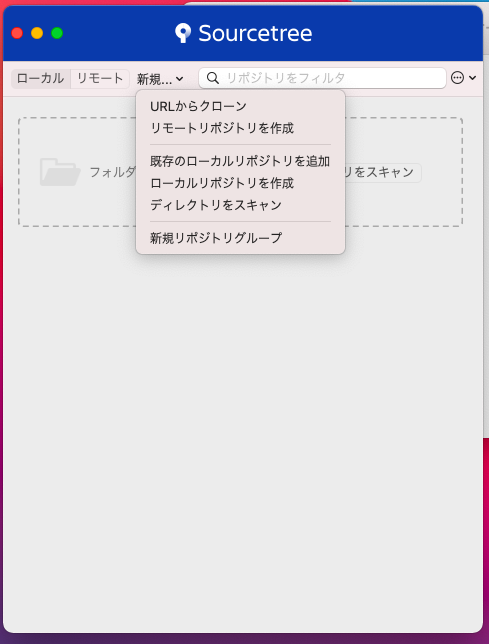 Sourcetree
ローカル リモート 新規... リポジトリをフィルタ
URLからクローン
リモートリポジトリを作成
既存のローカルリポジトリを追加
ローカルリポジトリを作成
ディレクトリをスキャン
新規リポジトリグループ
フォルダ リをスキャン